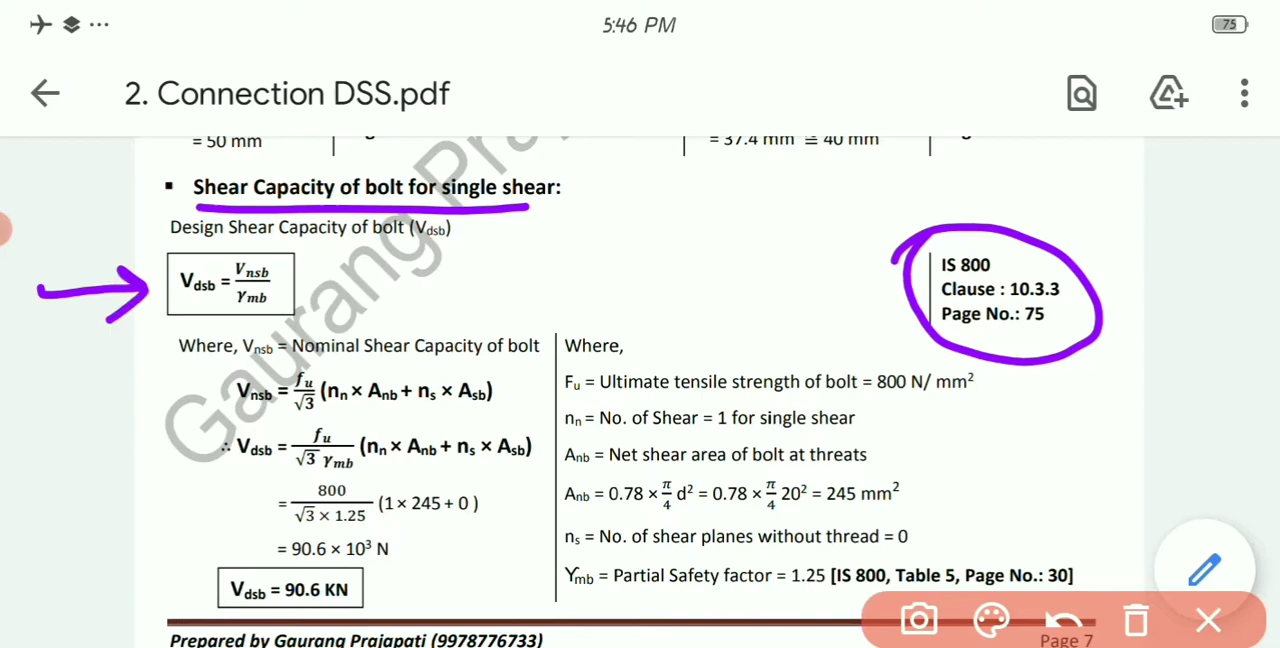 5:46 PM
75
2. Connection DSS.pdf
= 50 mm
= 37.4 mm ≅ 40 mm
▪ Shear Capacity of bolt for single shear:
Design Shear Capacity of bolt (Vdsb)
Vdsb = Vnsb / γmb
IS 800
Clause : 10.3.3
Page No.: 75
Where, Vnsb = Nominal Shear Capacity of bolt
Vnsb = fu/√3 (nn × Anb + ns × Asb)
∴ Vdsb = fu/(√3 γmb) (nn × Anb + ns × Asb)
= 800/(√3 × 1.25) (1 × 245 + 0 )
= 90.6 × 10³ N
Vdsb = 90.6 KN
Where,
Fu = Ultimate tensile strength of bolt = 800 N/ mm²
nn = No. of Shear = 1 for single shear
Anb = Net shear area of bolt at threats
Anb = 0.78 × π/4 d² = 0.78 × π/4 20² = 245 mm²
ns = No. of shear planes without thread = 0
Ymb = Partial Safety factor = 1.25 [IS 800, Table 5, Page No.: 30]
Gaurang Pra
Prepared by Gaurang Prajapati (9978776733)
Page 7